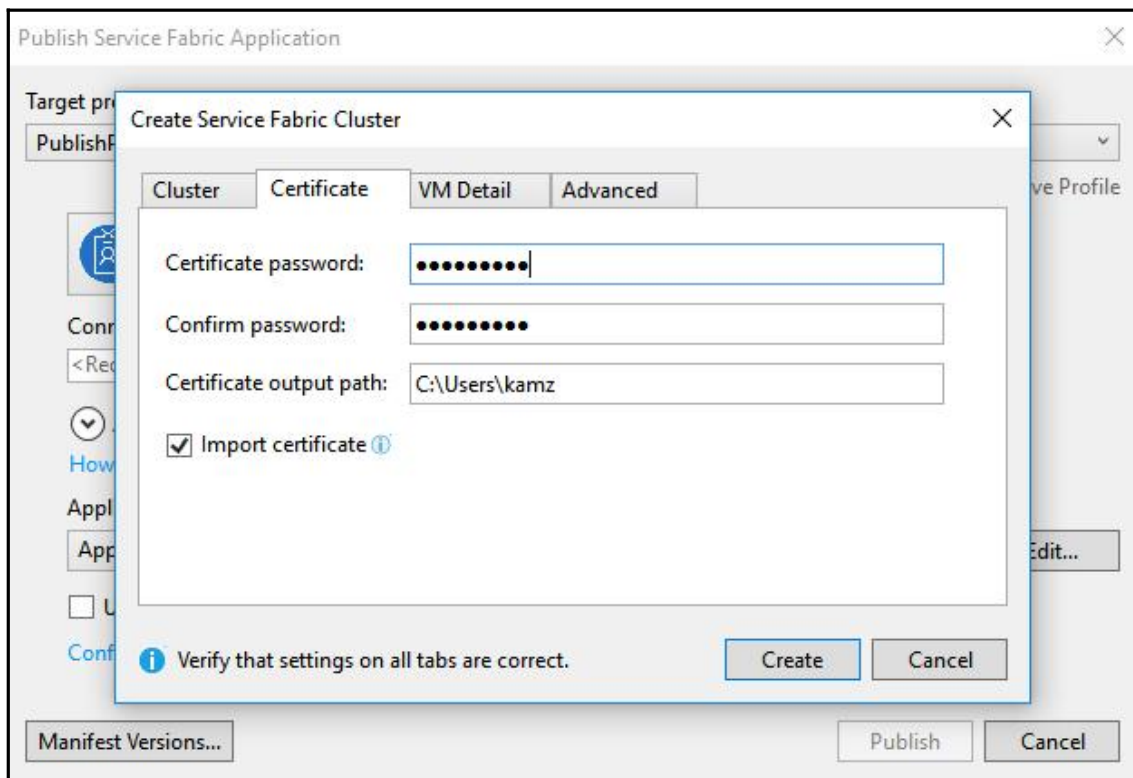 Publish Service Fabric Application
Target pr
Create Service Fabric Cluster
PublishP
Cluster
Certificate
VM Detail
Advanced
ve Profile
Certificate password:
●●●●●●●●●
Confirm password:
●●●●●●●●●
Conn
<Rec
Certificate output path:
C:\Users\kamz
Import certificate
How
Appl
App
Edit...
U
Conf
Verify that settings on all tabs are correct.
Create
Cancel
Manifest Versions...
Publish
Cancel